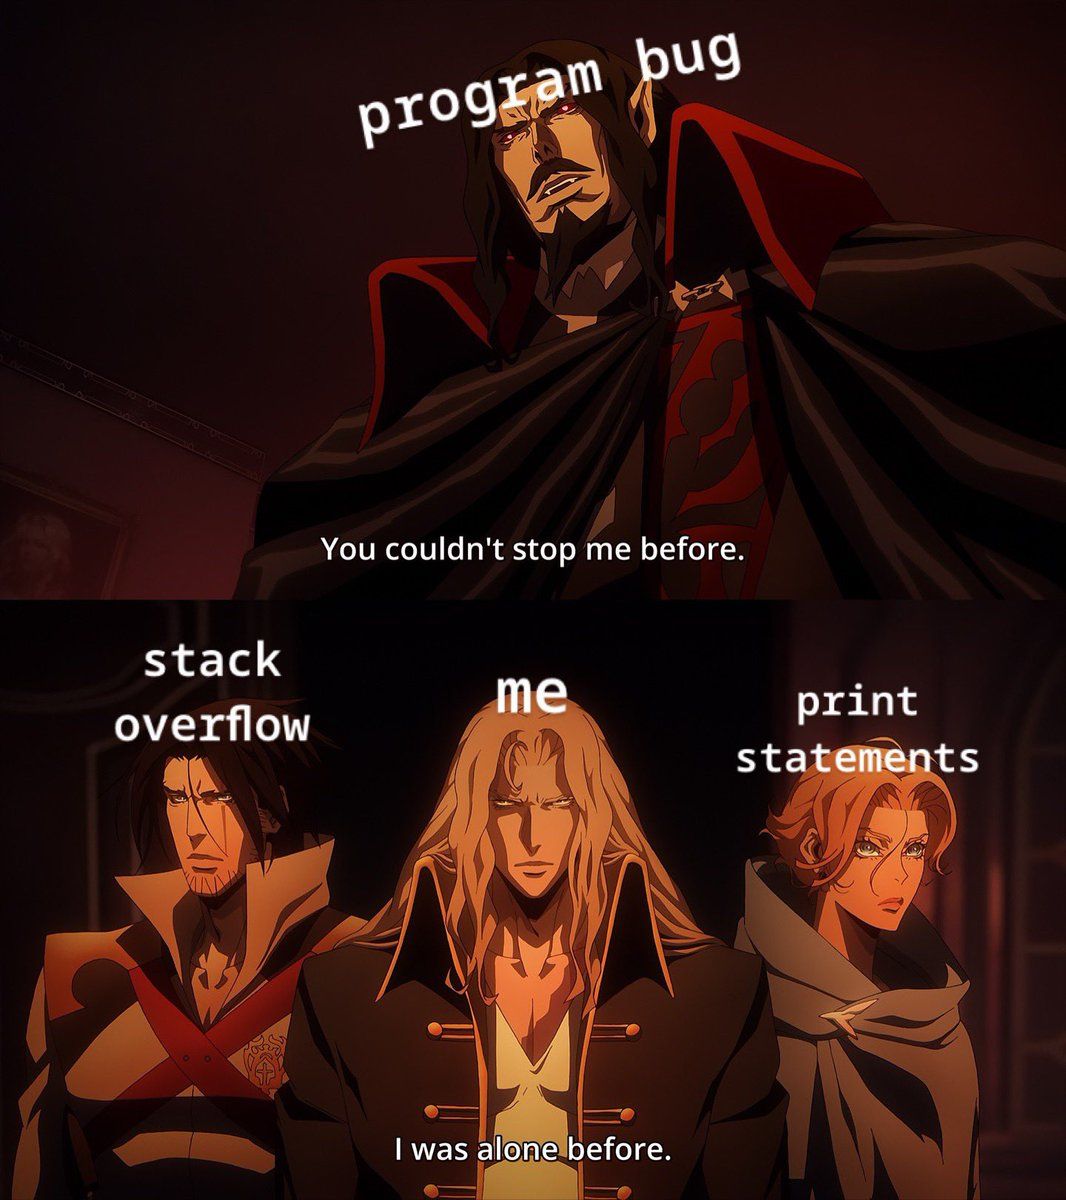 program bug
You couldn't stop me before.
stack
overflow
me
print
statements
I was alone before.